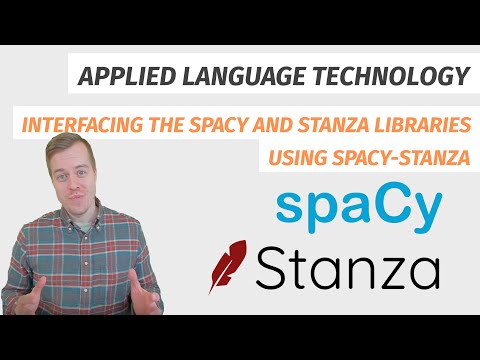 APPLIED LANGUAGE TECHNOLOGY
INTERFACING THE SPACY AND STANZA LIBRARIES
USING SPACY-STANZA
spaCy
Stanza